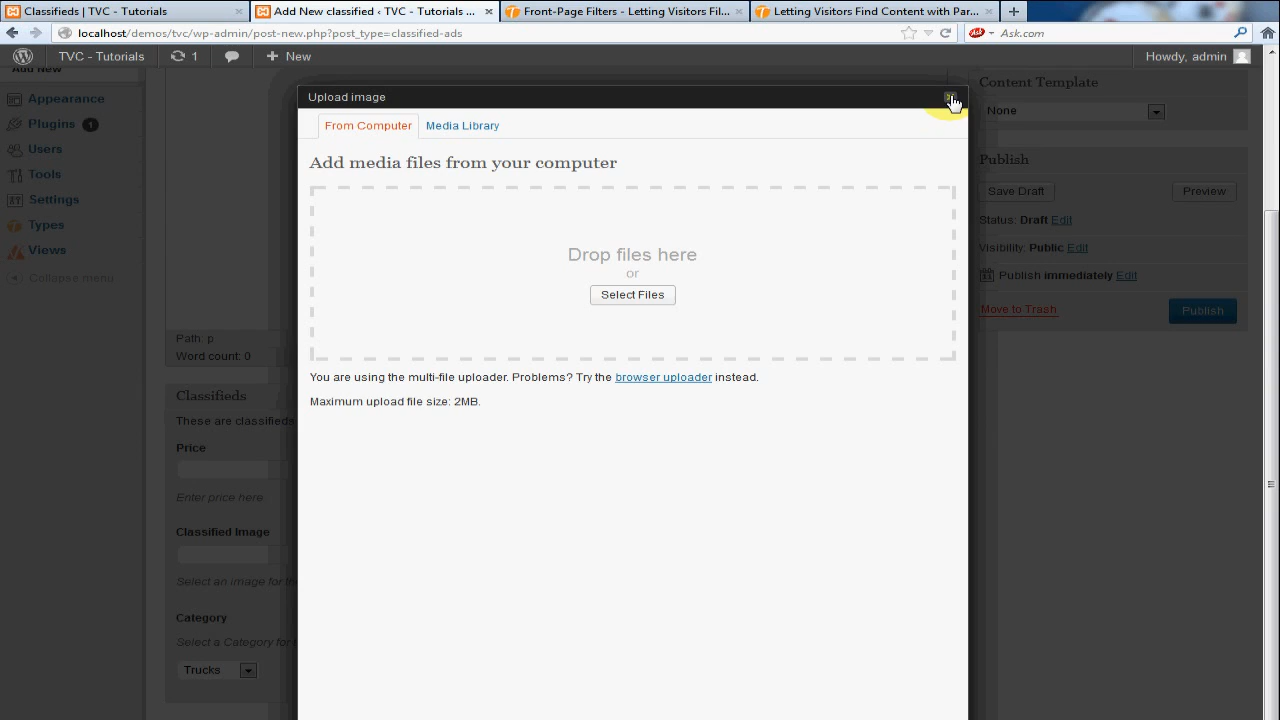 Classifieds | TVC - Tutorials
Add New classified ‹ TVC - Tutorials ...
Front-Page Filters - Letting Visitors Fil...
Letting Visitors Find Content with Par...
localhost/demos/tvc/wp-admin/post-new.php?post_type=classified-ads
Ask.com
TVC - Tutorials
1
New
Howdy, admin
Add New
Appearance
Plugins 1
Users
Tools
Settings
Types
Views
Collapse menu
Upload image
From Computer
Media Library
Add media files from your computer
Drop files here
or
Select Files
You are using the multi-file uploader. Problems? Try the browser uploader instead.
Maximum upload file size: 2MB.
Path: p
Word count: 0
Classifieds
These are classifieds
Price
Enter price here.
Classified Image
Select an image for
Category
Select a Category for
Trucks
Content Template
None
Publish
Save Draft
Preview
Status: Draft Edit
Visibility: Public Edit
Publish immediately Edit
Move to Trash
Publish